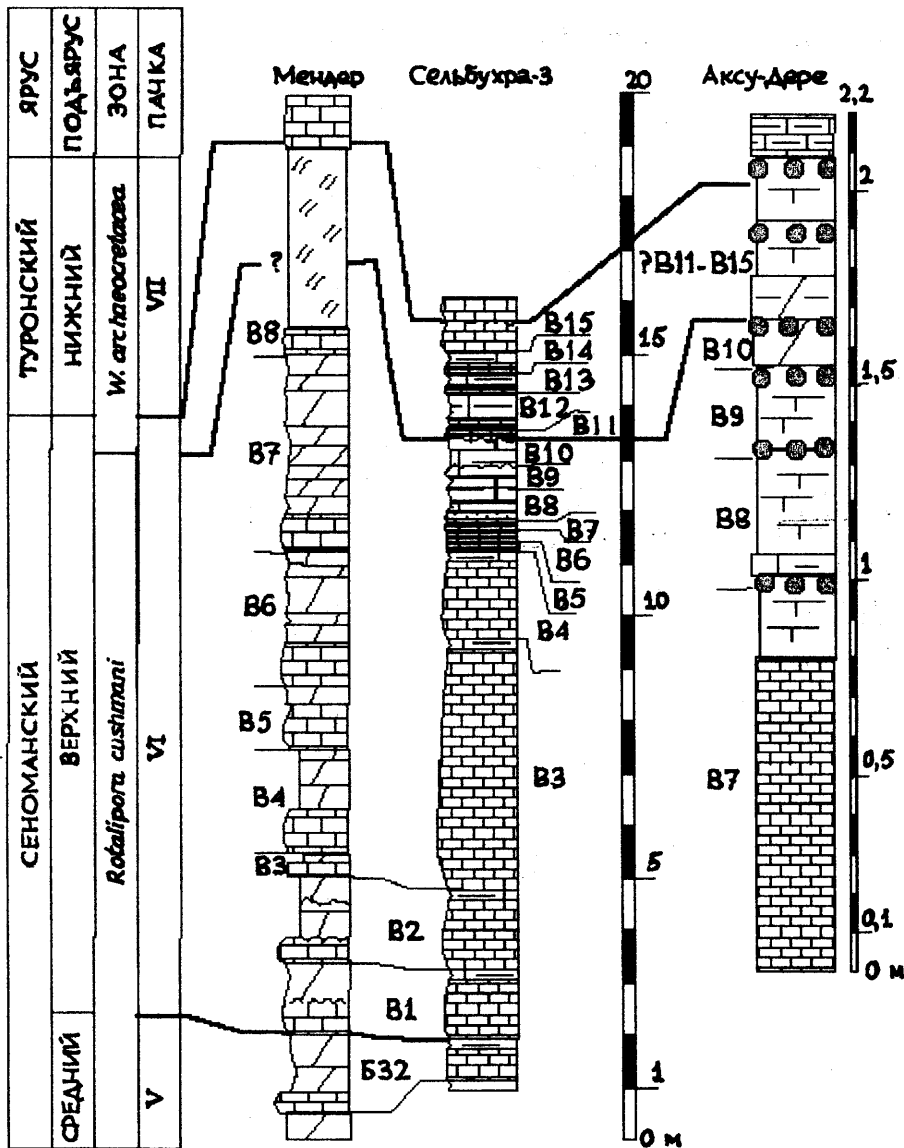 ЯРУС
ПОДЪЯРУС
ЗОНА
ПАЧКА
Мендер
Сельбухра-3
20
Аксу-Дере
2,2
ТУРОНСКИЙ
НИЖНИЙ
W. archaeocretacea
VII
СЕНОМАНСКИЙ
ВЕРХНИЙ
СРЕДНИЙ
Rotalipora cushmani
VI
V
?
В8
В7
В6
В5
В4
В3
В2
В1
Б32
В15
В14
В13
В12
В11
В10
В9
В8
В7
В6
В5
В4
В3
15
10
5
1
0 м
?В11-В15
В10
В9
В8
В7
2
1,5
1
0,5
0,1
0 м